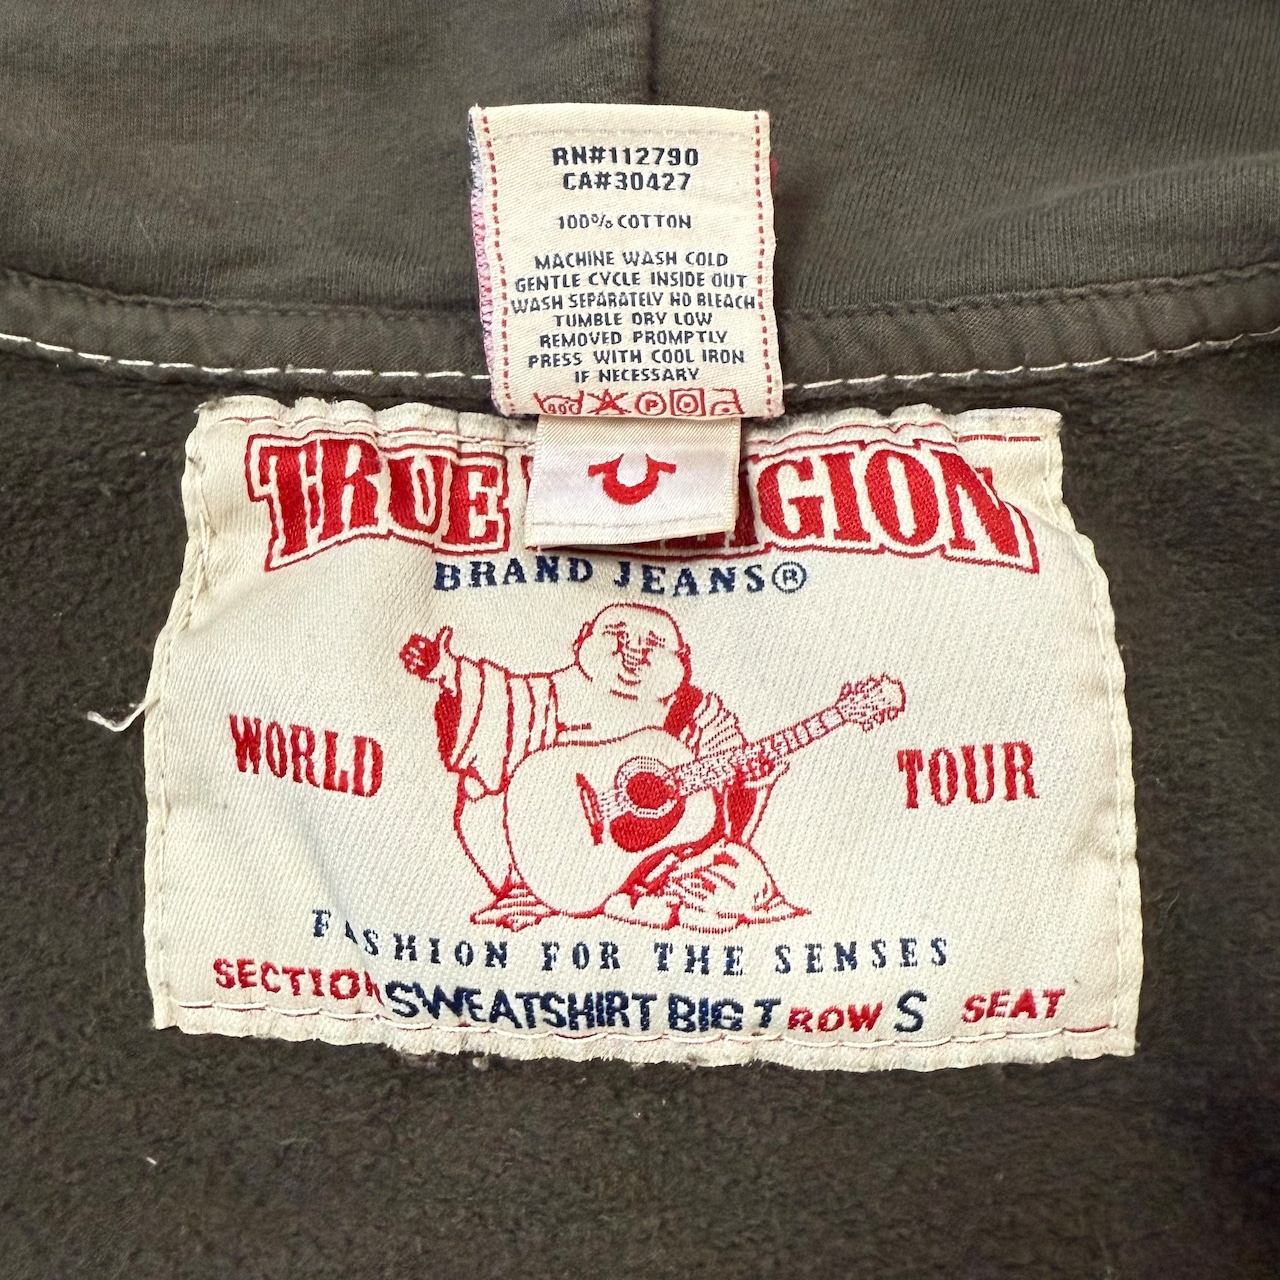 RN#112790
CA#30427
100% COTTON
MACHINE WASH COLD
GENTLE CYCLE INSIDE OUT
WASH SEPARATELY NO BLEACH
TUMBLE DRY LOW
REMOVED PROMPTLY
PRESS WITH COOL IRON
IF NECESSARY
TRUE GION
BRAND JEANS®
WORLD TOUR
FASHION FOR THE SENSES
SECTION SWEATSHIRT BIG T ROW S SEAT